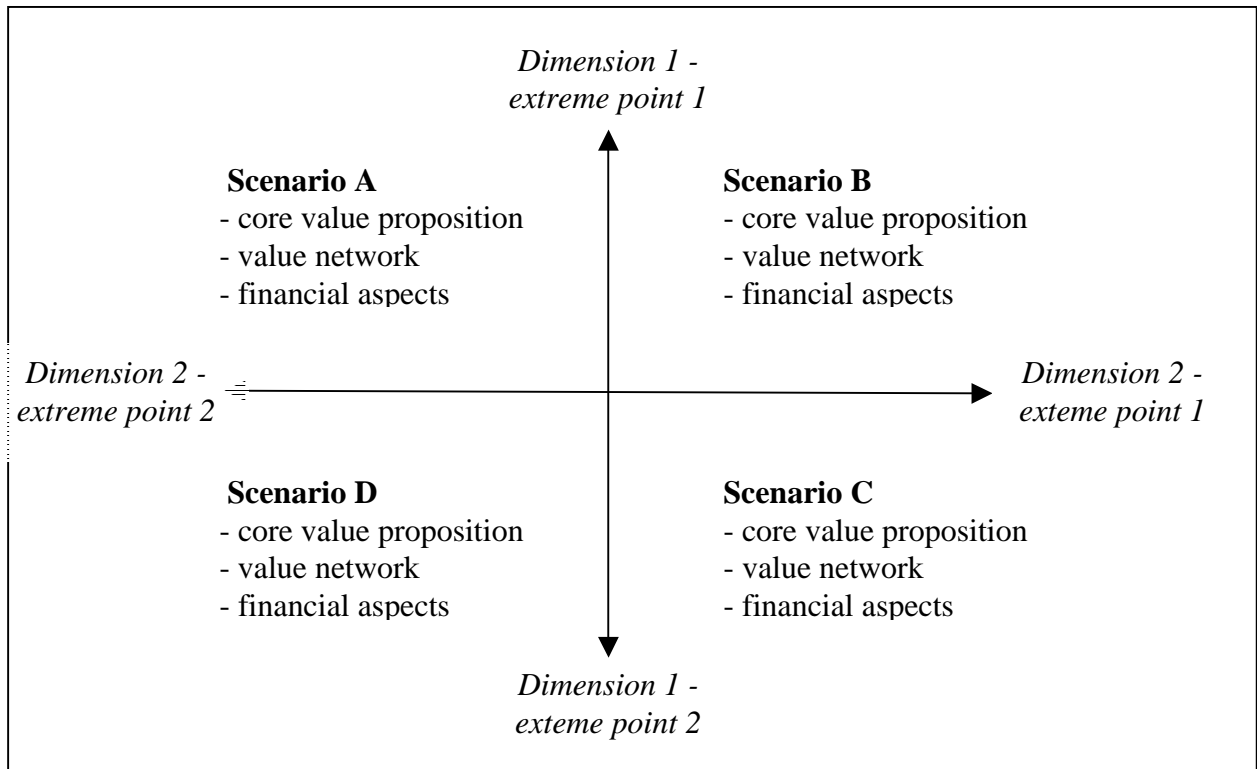 Dimension 1 -
extreme point 1
Scenario A
- core value proposition
- value network
- financial aspects
Scenario B
- core value proposition
- value network
- financial aspects
Dimension 2 -
extreme point 2
Dimension 2 -
exteme point 1
Scenario D
- core value proposition
- value network
- financial aspects
Scenario C
- core value proposition
- value network
- financial aspects
Dimension 1 -
exteme point 2